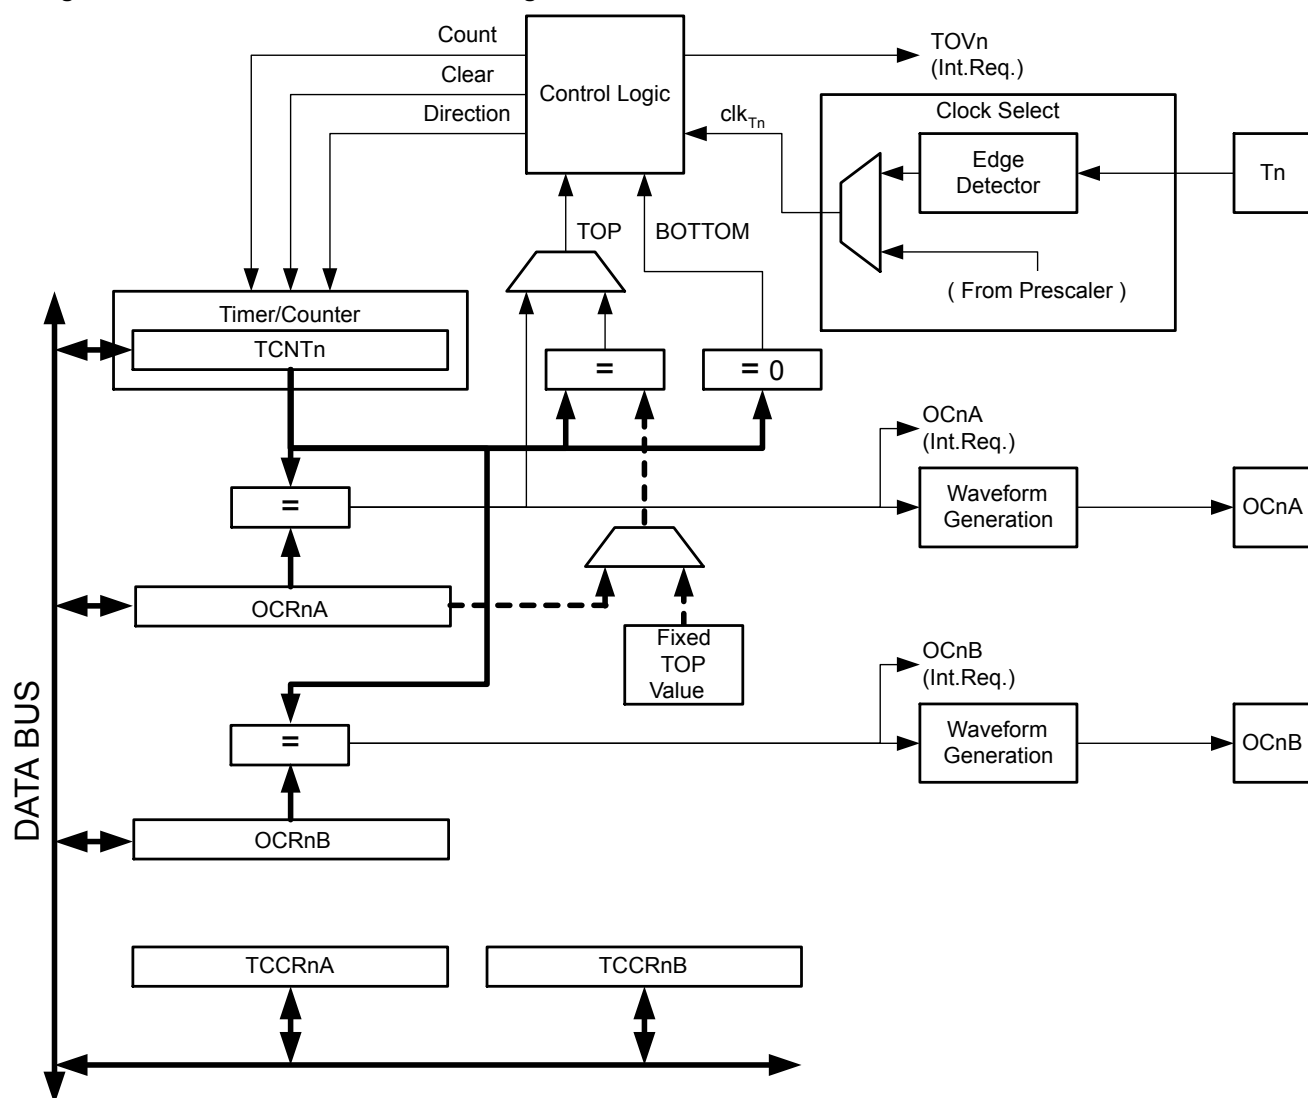 Count
Clear
Direction
Control Logic
TOVn
(Int.Req.)
clkTn
Clock Select
Edge
Detector
Tn
TOP
BOTTOM
( From Prescaler )
Timer/Counter
TCNTn
=
= 0
OCnA
(Int.Req.)
=
Waveform
Generation
OCnA
OCRnA
Fixed
TOP
Value
OCnB
(Int.Req.)
=
Waveform
Generation
OCnB
DATA BUS
OCRnB
TCCRnA
TCCRnB